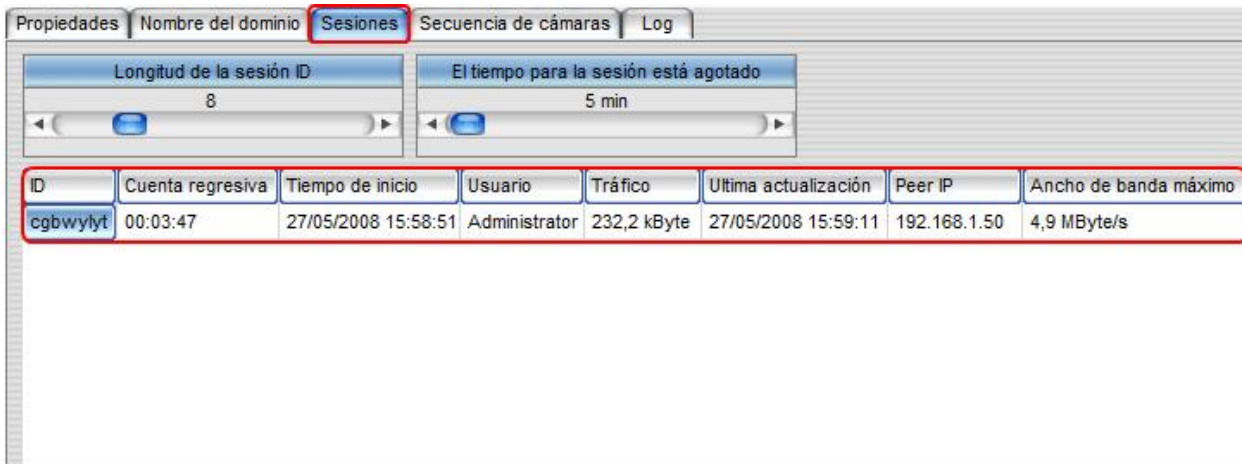 Propiedades Nombre del dominio Sesiones Secuencia de cámaras Log
Longitud de la sesión ID El tiempo para la sesión está agotado
8 5 min
ID Cuenta regresiva Tiempo de inicio Usuario Tráfico Ultima actualización Peer IP Ancho de banda máximo
cgbwylyt 00:03:47 27/05/2008 15:58:51 Administrator 232,2 kByte 27/05/2008 15:59:11 192.168.1.50 4,9 MByte/s